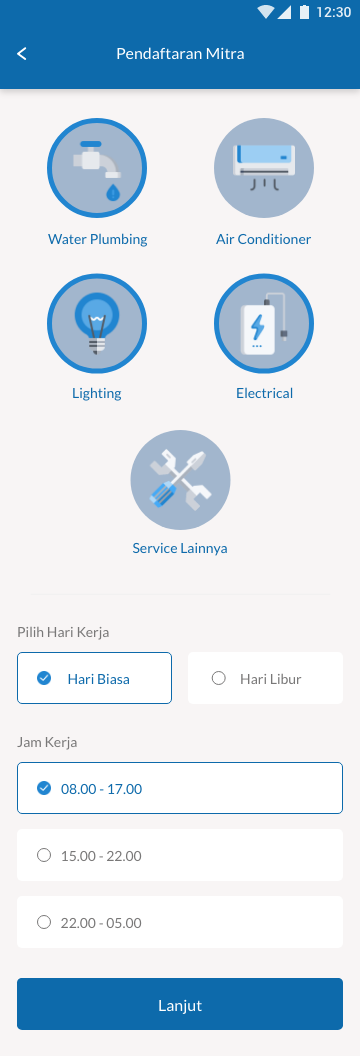 12:30
Pendaftaran Mitra
Water Plumbing
Air Conditioner
Lighting
Electrical
Service Lainnya
Pilih Hari Kerja
Hari Biasa
Hari Libur
Jam Kerja
08.00 - 17.00
15.00 - 22.00
22.00 - 05.00
Lanjut